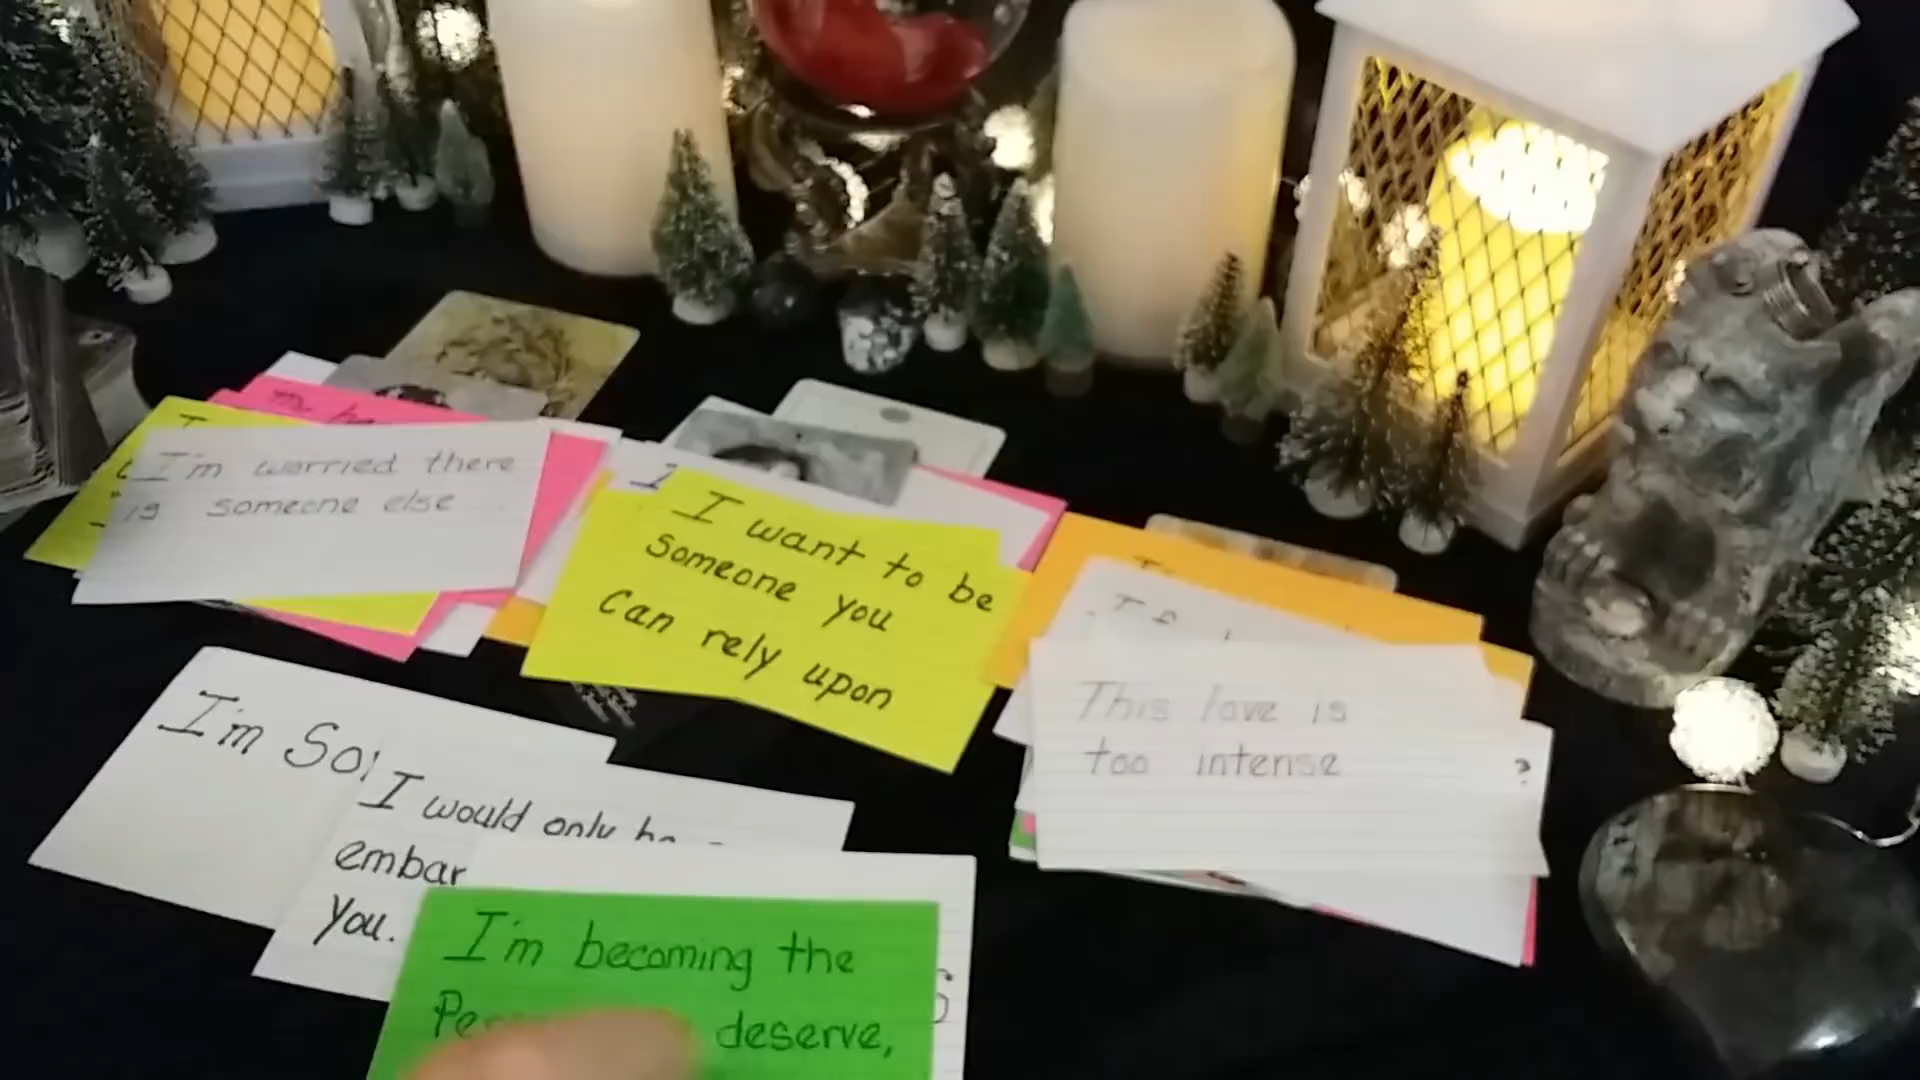 I'm worried there
is someone else
I
I want to be
someone you
can rely upon
This love is
too intense
?
I'm
I would only
embar
you.
I'm becoming the
deserve,